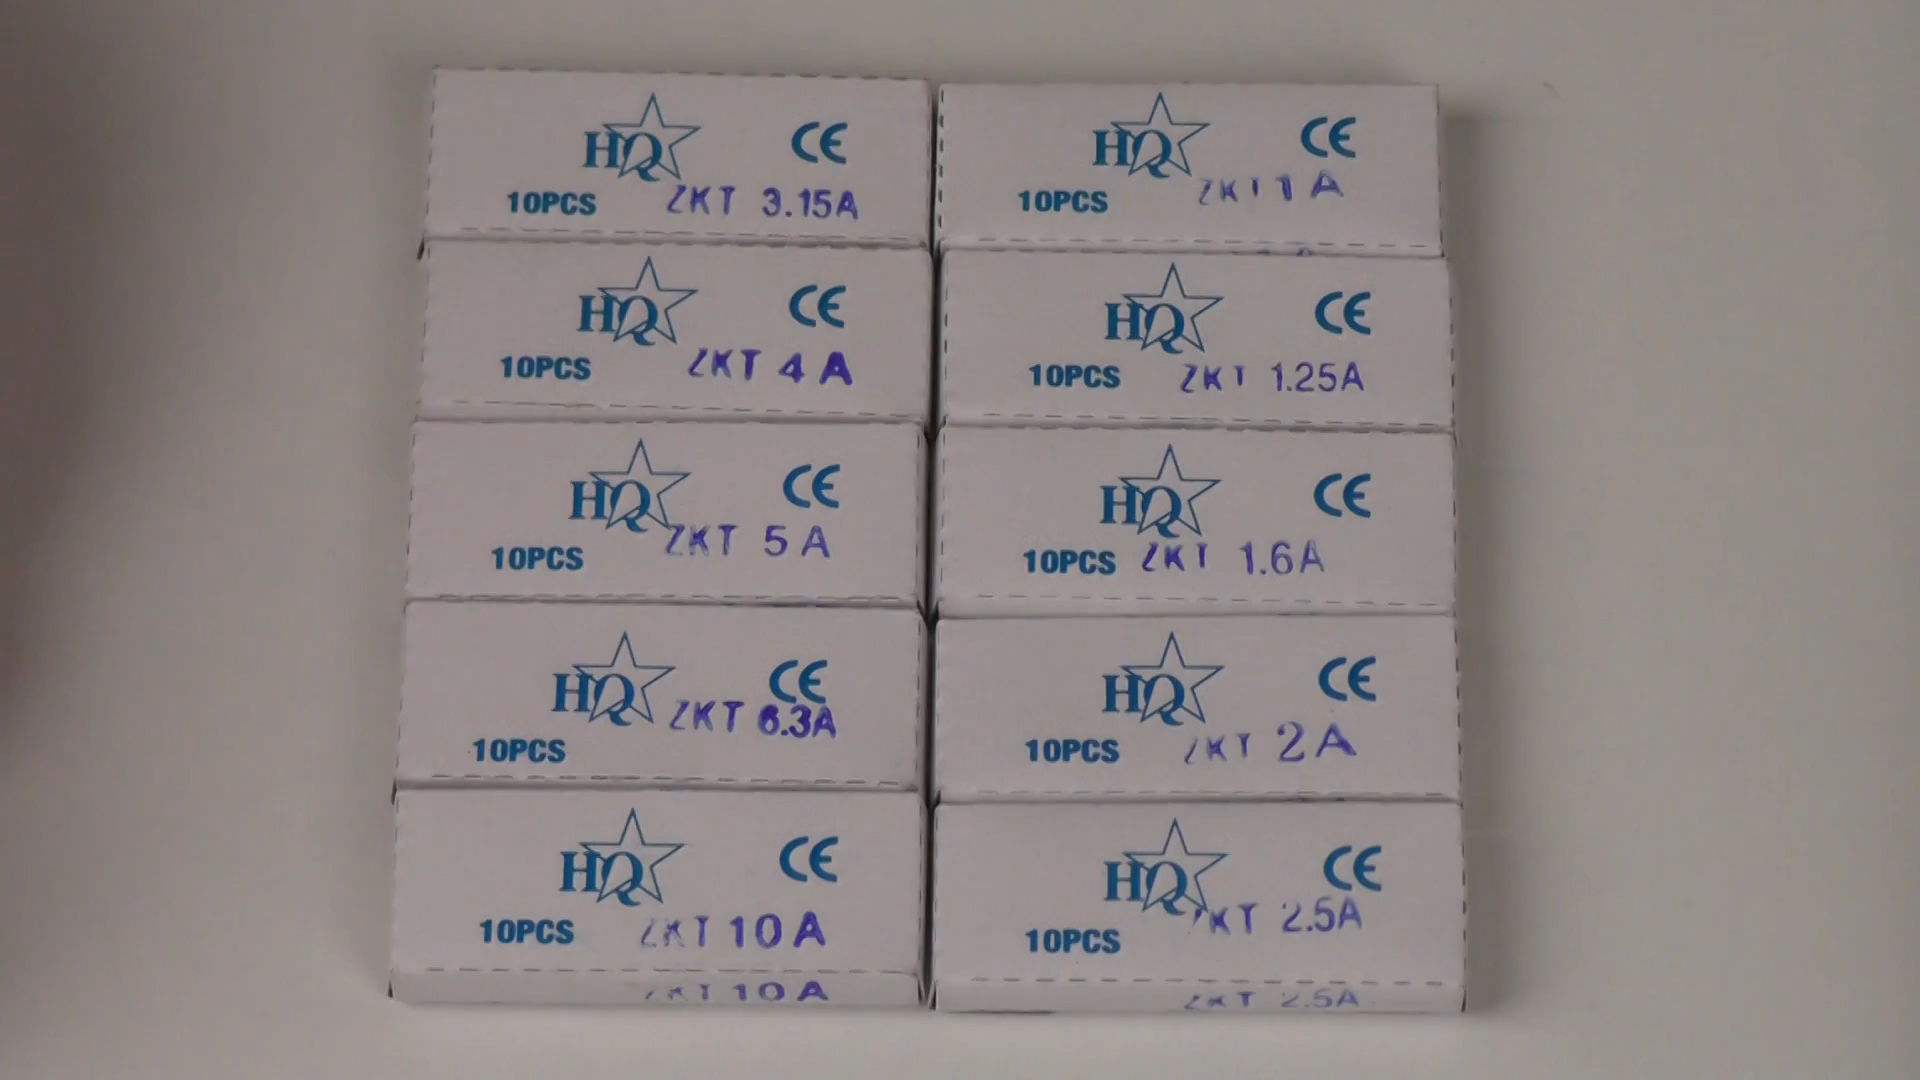 HQ CE
10PCS ZKT 3.15A
HQ CE
10PCS ZKT 4 A
HQ CE
10PCS ZKT 5 A
HQ CE
10PCS ZKT 6.3A
HQ CE
10PCS ZKT 10 A
ZKT 10 A
HQ CE
10PCS ZKT 1 A
HQ CE
10PCS ZKT 1.25A
HQ CE
10PCS ZKT 1.6A
HQ CE
10PCS ZKT 2 A
HQ CE
10PCS ZKT 2.5A
ZKT 2.5A